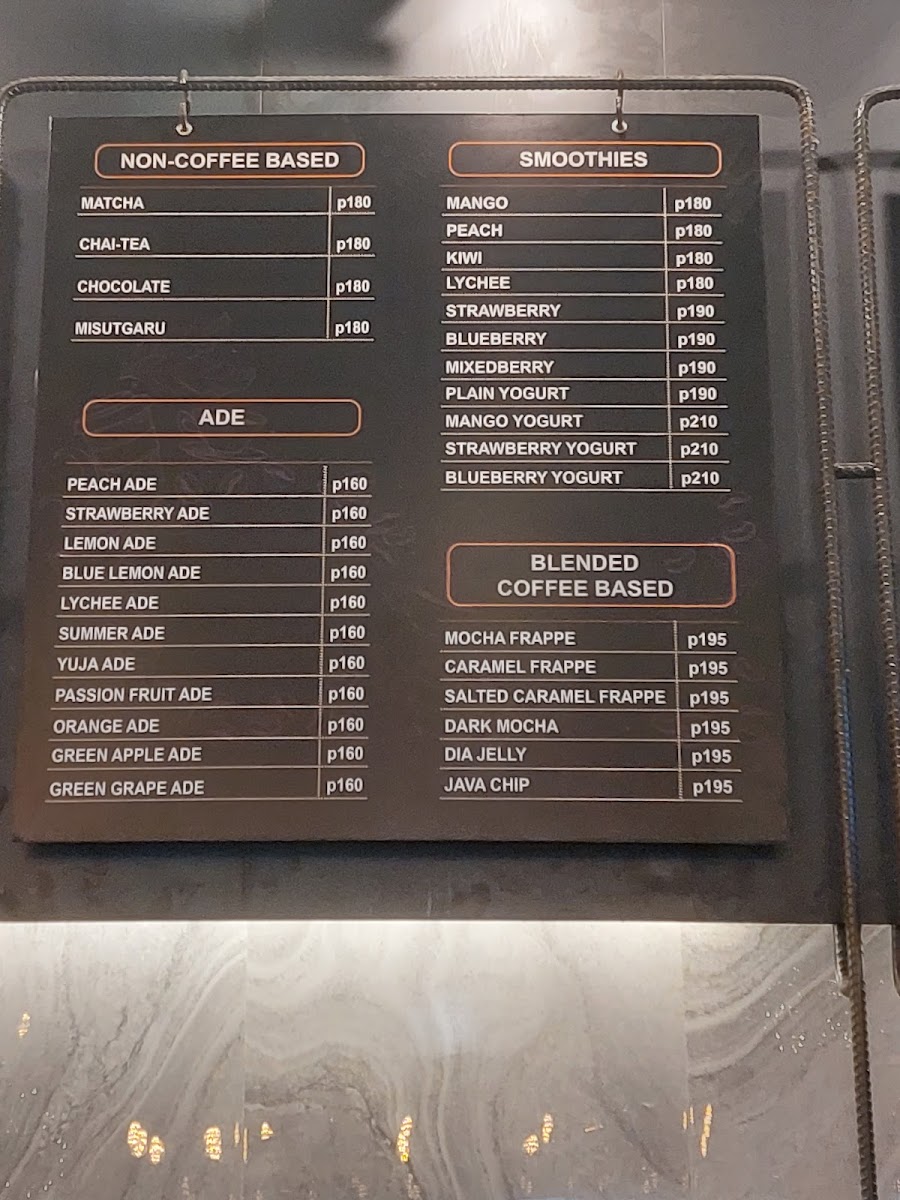 NON-COFFEE BASED
MATCHA p180
CHAI-TEA p180
CHOCOLATE p180
MISUTGARU p180
ADE
PEACH ADE p160
STRAWBERRY ADE p160
LEMON ADE p160
BLUE LEMON ADE p160
LYCHEE ADE p160
SUMMER ADE p160
YUJA ADE p160
PASSION FRUIT ADE p160
ORANGE ADE p160
GREEN APPLE ADE p160
GREEN GRAPE ADE p160
SMOOTHIES
MANGO p180
PEACH p180
KIWI p180
LYCHEE p180
STRAWBERRY p190
BLUEBERRY p190
MIXEDBERRY p190
PLAIN YOGURT p190
MANGO YOGURT p210
STRAWBERRY YOGURT p210
BLUEBERRY YOGURT p210
BLENDED
COFFEE BASED
MOCHA FRAPPE p195
CARAMEL FRAPPE p195
SALTED CARAMEL FRAPPE p195
DARK MOCHA p195
DIA JELLY p195
JAVA CHIP p195